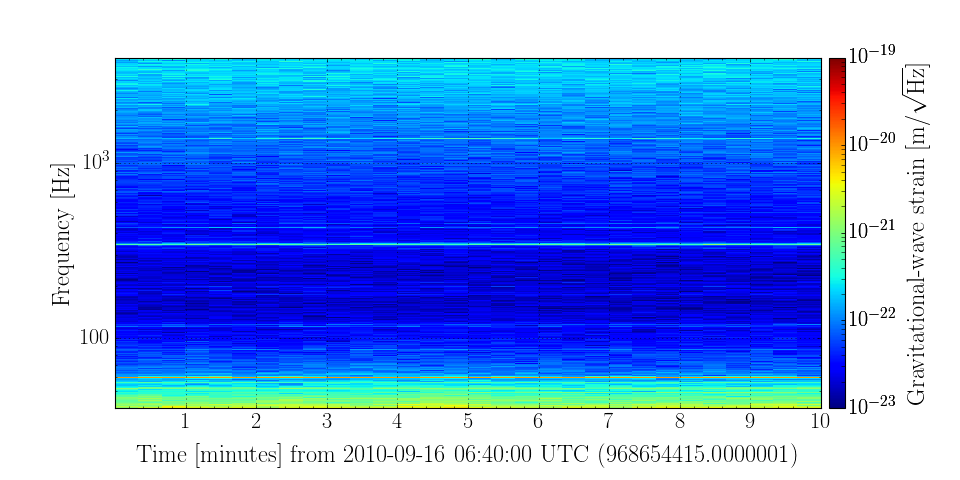 10^−19
10^−20
10^−21
10^−22
10^−23
Gravitational-wave strain [m/√Hz]
Frequency [Hz]
10^3
100
1 2 3 4 5 6 7 8 9 10
Time [minutes] from 2010-09-16 06:40:00 UTC (968654415.0000001)